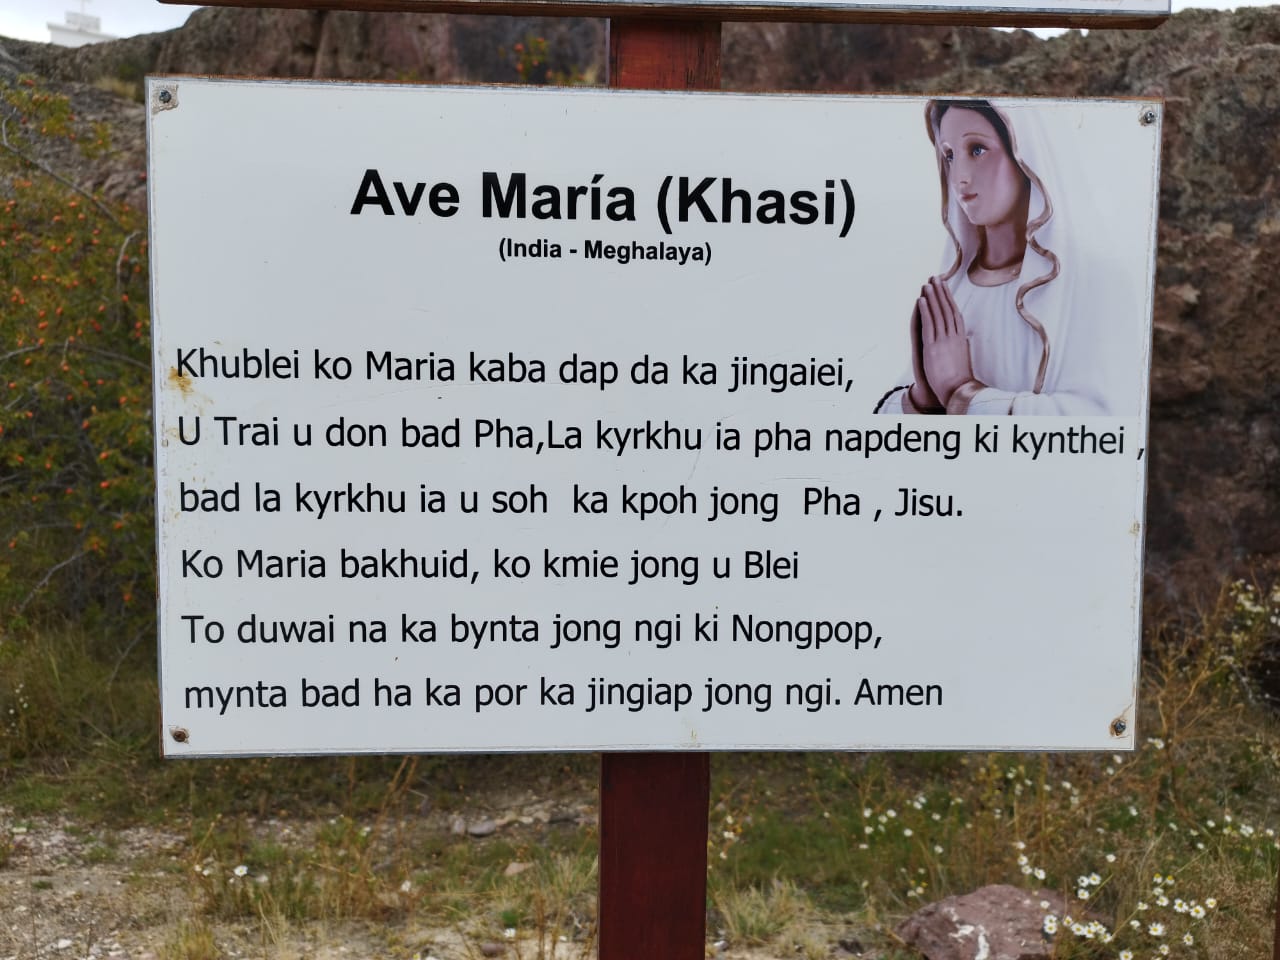 Ave María (Khasi)
(India - Meghalaya)
Khublei ko Maria kaba dap da ka jingaiei,
U Trai u don bad Pha,La kyrkhu ia pha napdeng ki kynthei ,
bad la kyrkhu ia u soh  ka kpoh jong  Pha , Jisu.
Ko Maria bakhuid, ko kmie jong u Blei
To duwai na ka bynta jong ngi ki Nongpop,
mynta bad ha ka por ka jingiap jong ngi. Amen